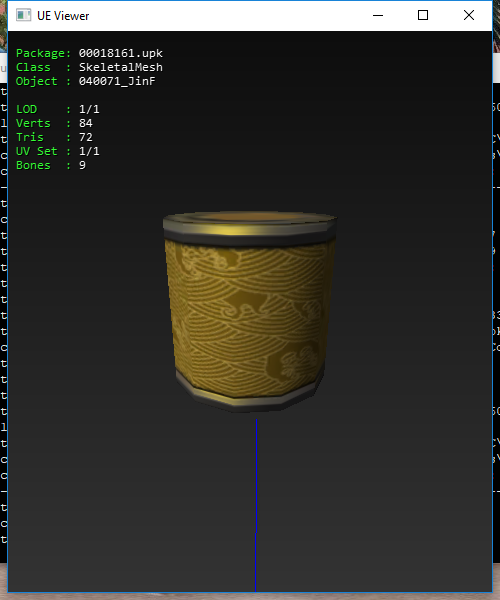 UE Viewer
Package: 00018161.upk
Class : SkeletalMesh
Object : 040071_JinF
LOD : 1/1
Verts : 84
Tris : 72
UV Set : 1/1
Bones : 9